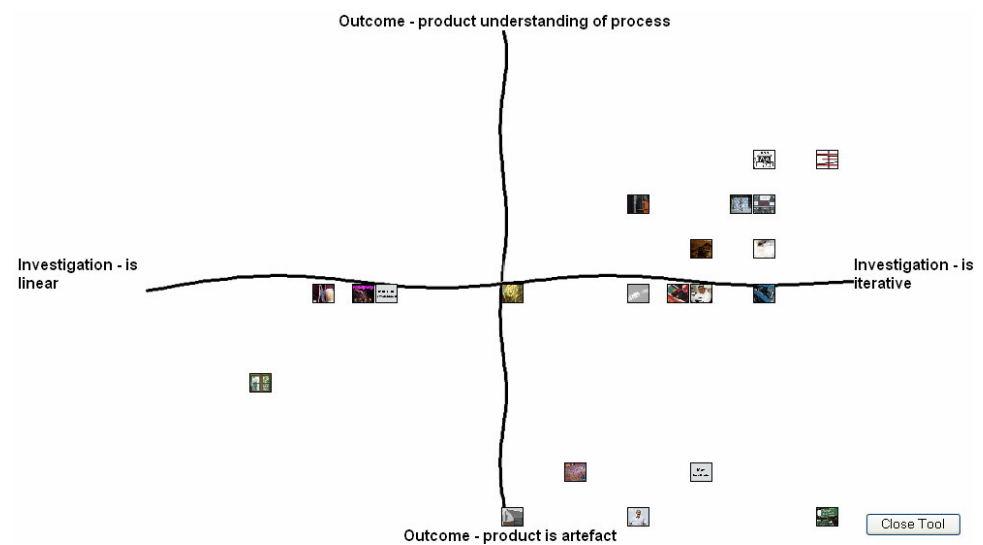 Outcome - product understanding of process
Investigation - is
linear
Investigation - is
iterative
Outcome - product is artefact
Close Tool